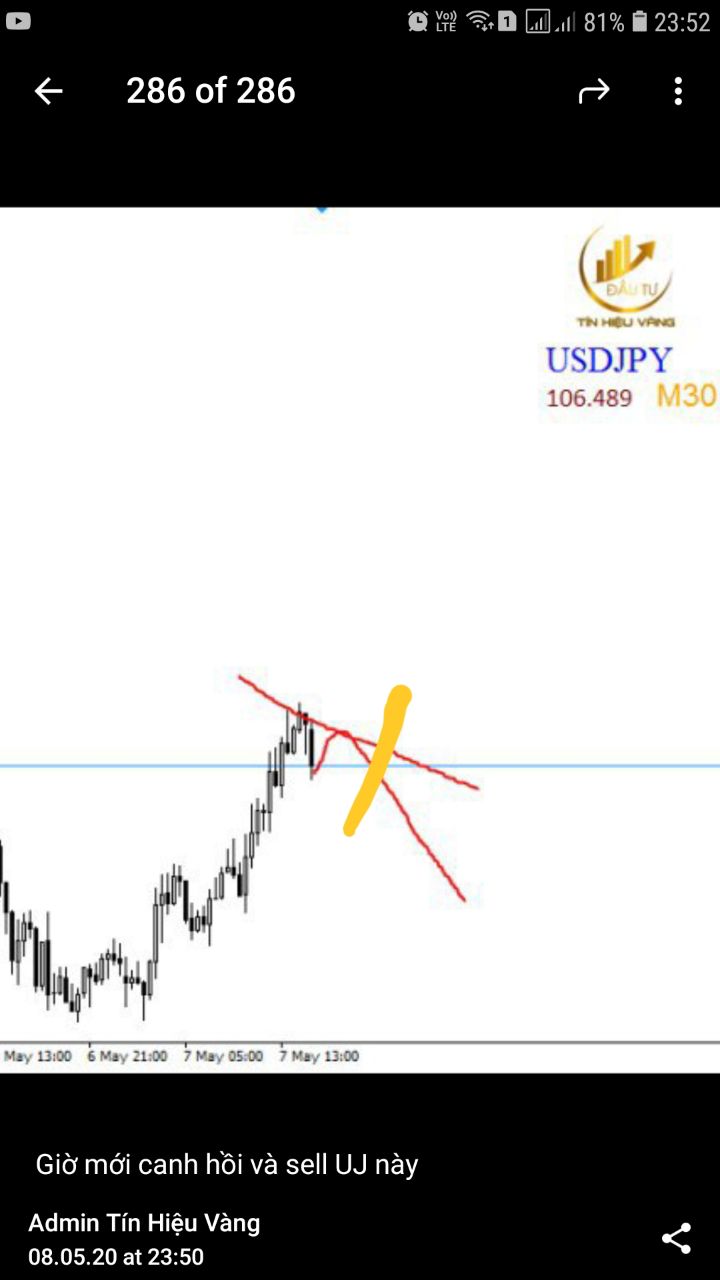 Vo))
LTE
1
81%
23:52
286 of 286
ĐẦU TƯ
TÍN HIỆU VÀNG
USDJPY
106.489 M30
May 13:00 6 May 21:00 7 May 05:00 7 May 13:00
Giờ mới canh hồi và sell UJ này
Admin Tín Hiệu Vàng
08.05.20 at 23:50